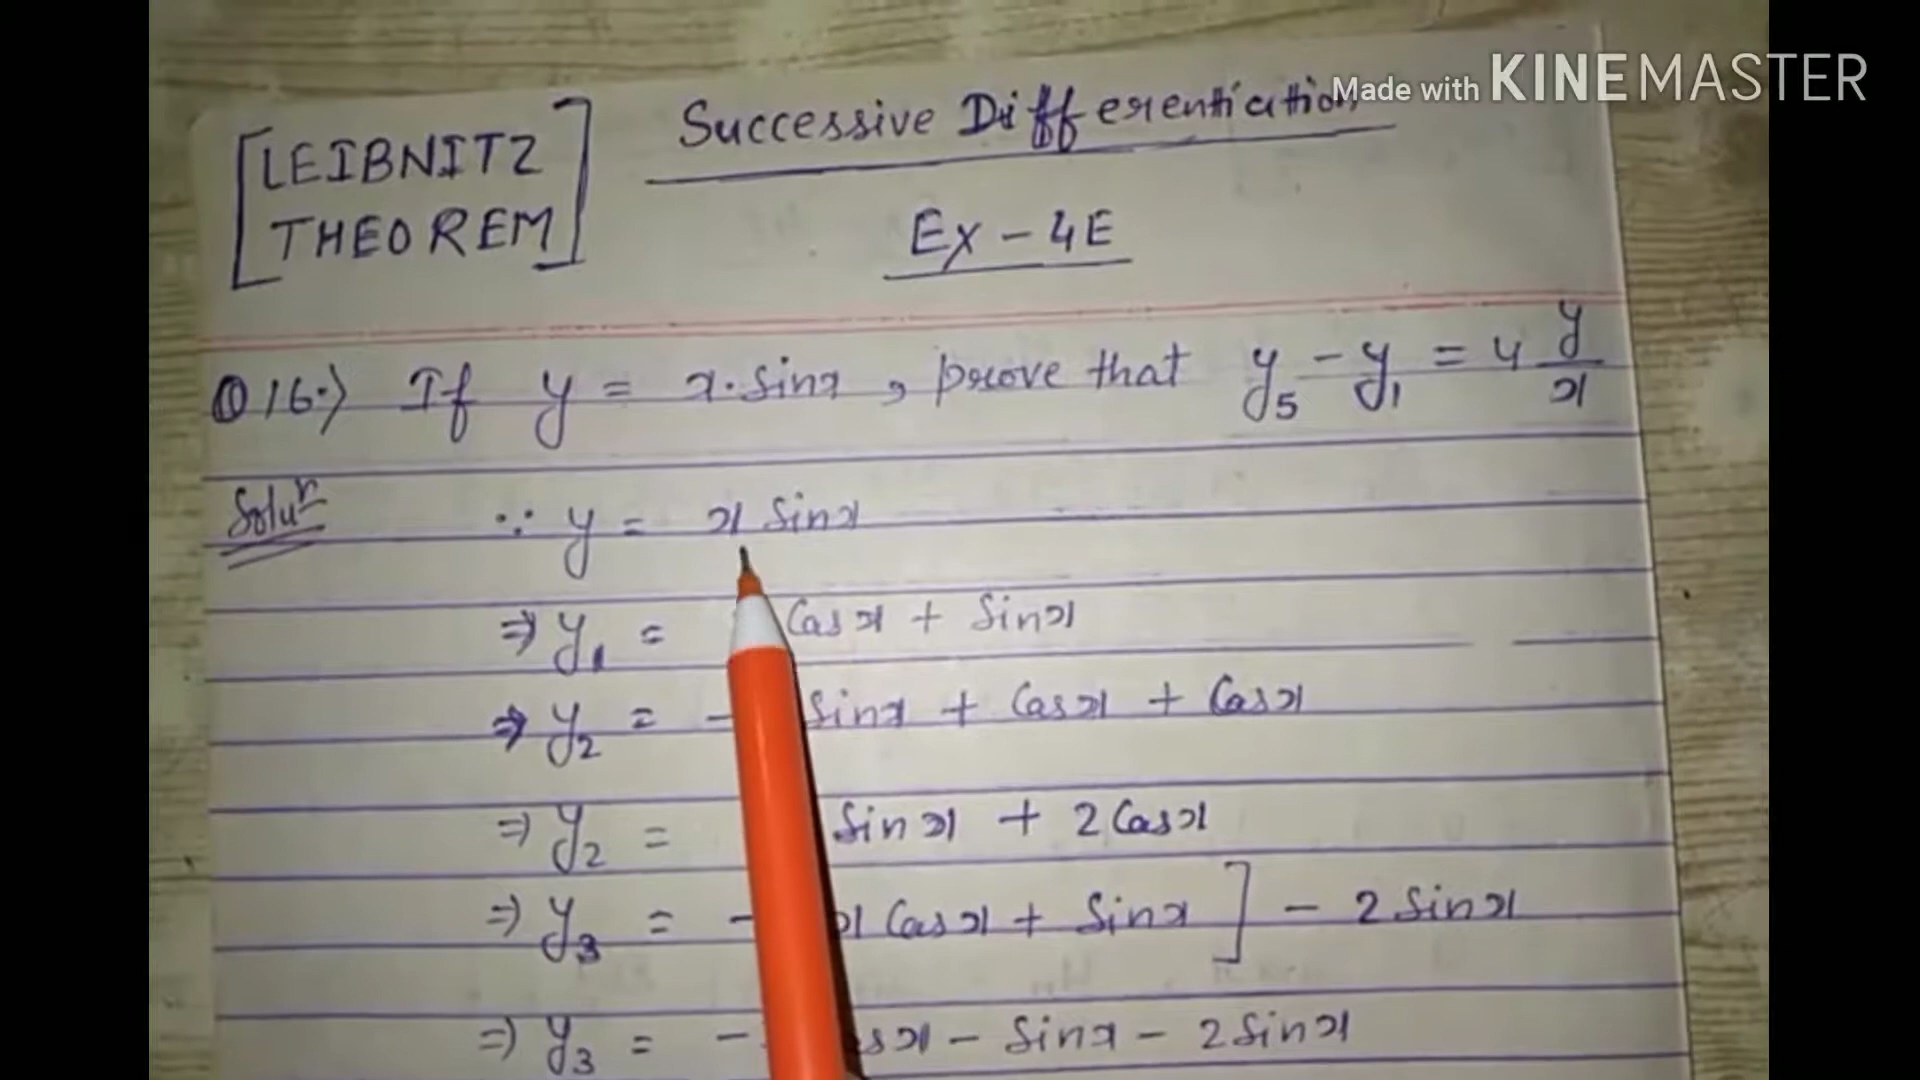 Made with KINEMASTER
[LEIBNITZ THEOREM]
Successive Differentiation
Ex - 4E
Q16.) If y = x.sinx, prove that y₅ - y₁ = 4 y/x
Soluⁿ ∵ y = x Sinx
⇒ y₁ = Cosx + Sinx
⇒ y₂ = - Sinx + Cosx + Cosx
⇒ y₂ = Sinx + 2Cosx
⇒ y₃ = - x Cosx + Sinx ] - 2 Sinx
⇒ y₃ = - sx - Sinx - 2Sinx